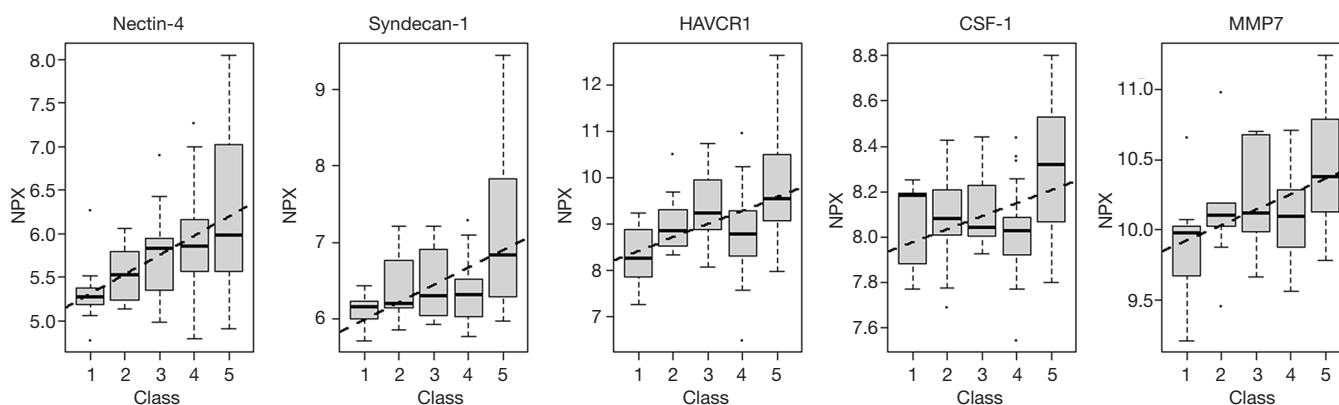 Nectin-4
NPX
8.0
7.5
7.0
6.5
6.0
5.5
5.0
1 2 3 4 5
Class
Syndecan-1
NPX
9
8
7
6
1 2 3 4 5
Class
HAVCR1
NPX
12
11
10
9
8
7
1 2 3 4 5
Class
CSF-1
NPX
8.8
8.6
8.4
8.2
8.0
7.8
7.6
1 2 3 4 5
Class
MMP7
NPX
11.0
10.5
10.0
9.5
1 2 3 4 5
Class